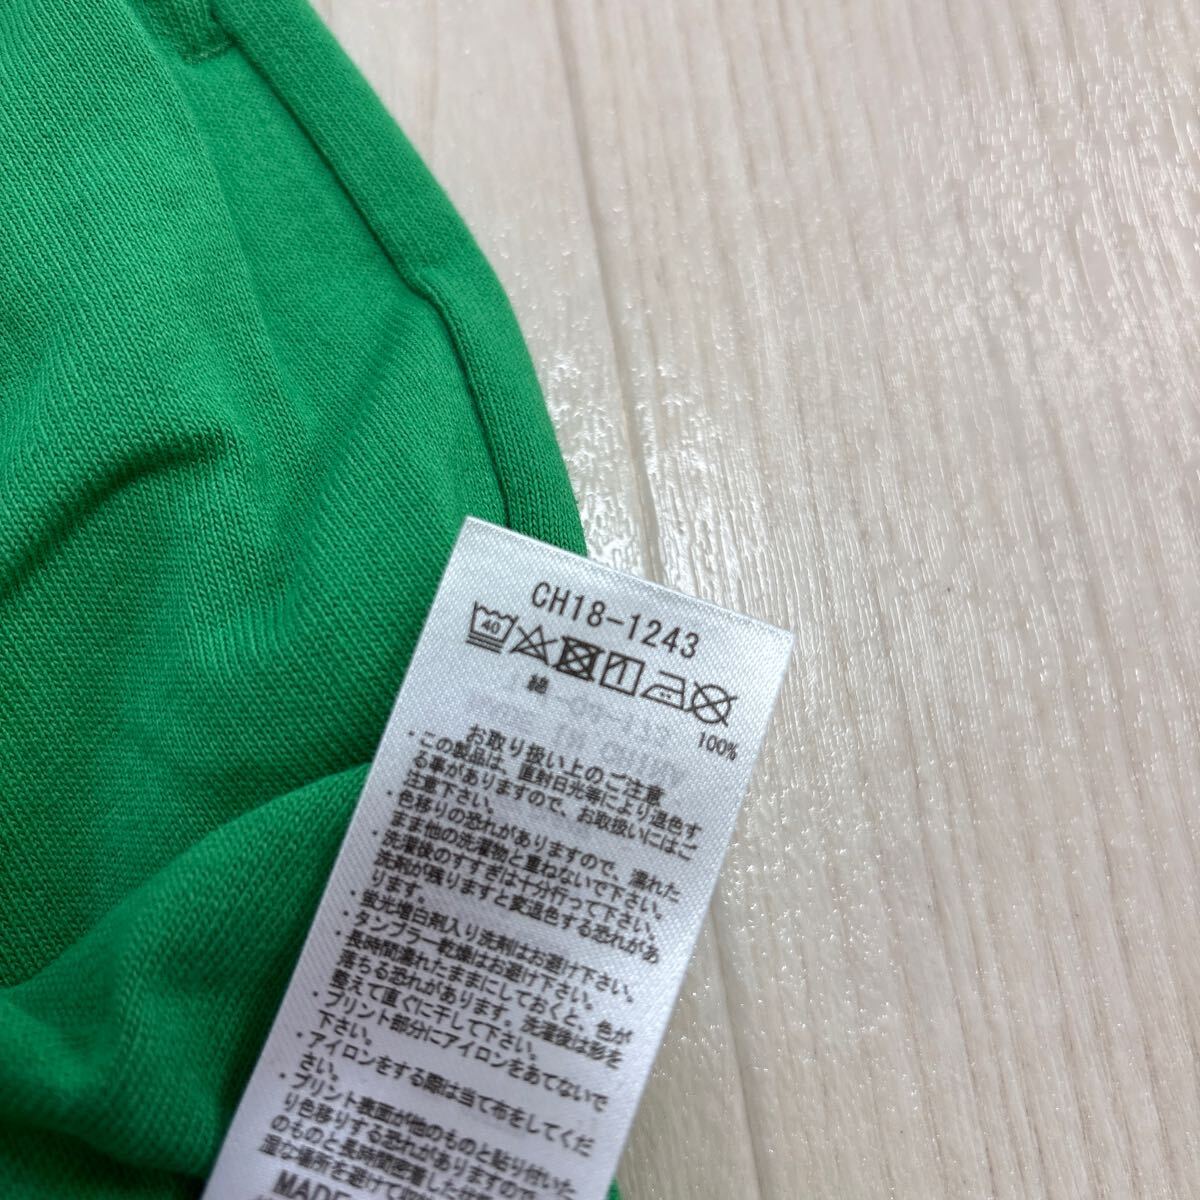 CH18-1243
40
綿 100%
お取り扱い上のご注意
・この製品は、直射日光等により退色す
る事がありますので、お取扱いにはご
注意下さい。
・色移りの恐れがありますので、濡れた
まま他の洗濯物と重ねないで下さい。
・洗濯後のすすぎは十分行って下さい。
洗剤が残りますと変退色する恐れがあ
ります。
・蛍光増白剤入り洗剤はお避け下さい。
・タンブラー乾燥はお避け下さい。
・長時間濡れたままにしておくと、色が
落ちる恐れがあります。洗濯後は形を
整えて直ぐに干して下さい。
・プリント部分にアイロンをあてないで
下さい。
・アイロンをする際は当て布をしてくだ
さい。
・プリント表面が他のものと貼り付いた
り色移りする恐れがありますので
のものと長時間密着した
湿な場所を避けて
MADE